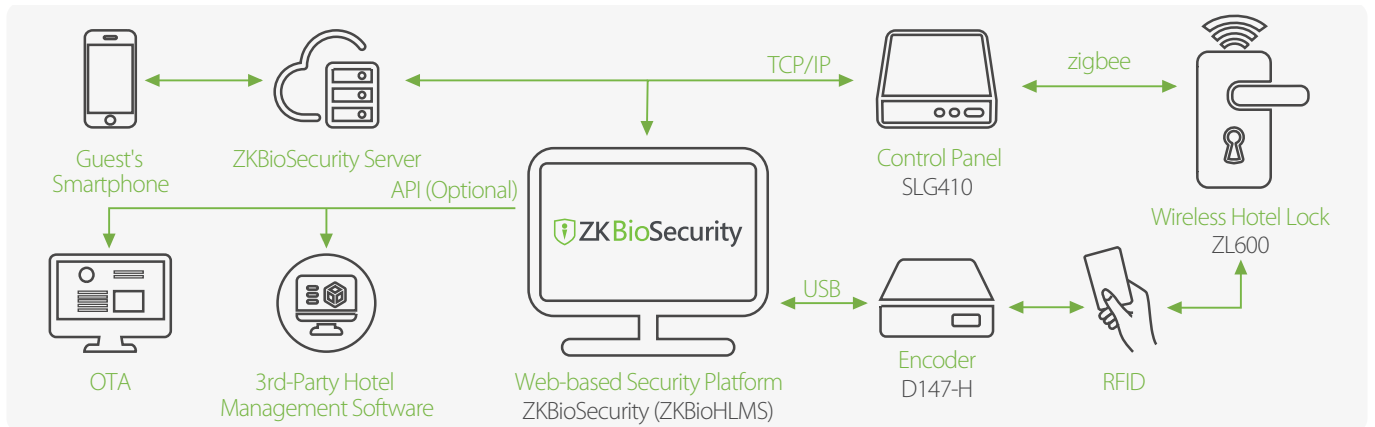 TCP/IP
zigbee
Guest's
Smartphone
ZKBioSecurity Server
Control Panel
SLG410
API (Optional)
ZKBioSecurity
Wireless Hotel Lock
ZL600
USB
OTA
3rd-Party Hotel
Management Software
Web-based Security Platform
ZKBioSecurity (ZKBioHLMS)
Encoder
D147-H
RFID